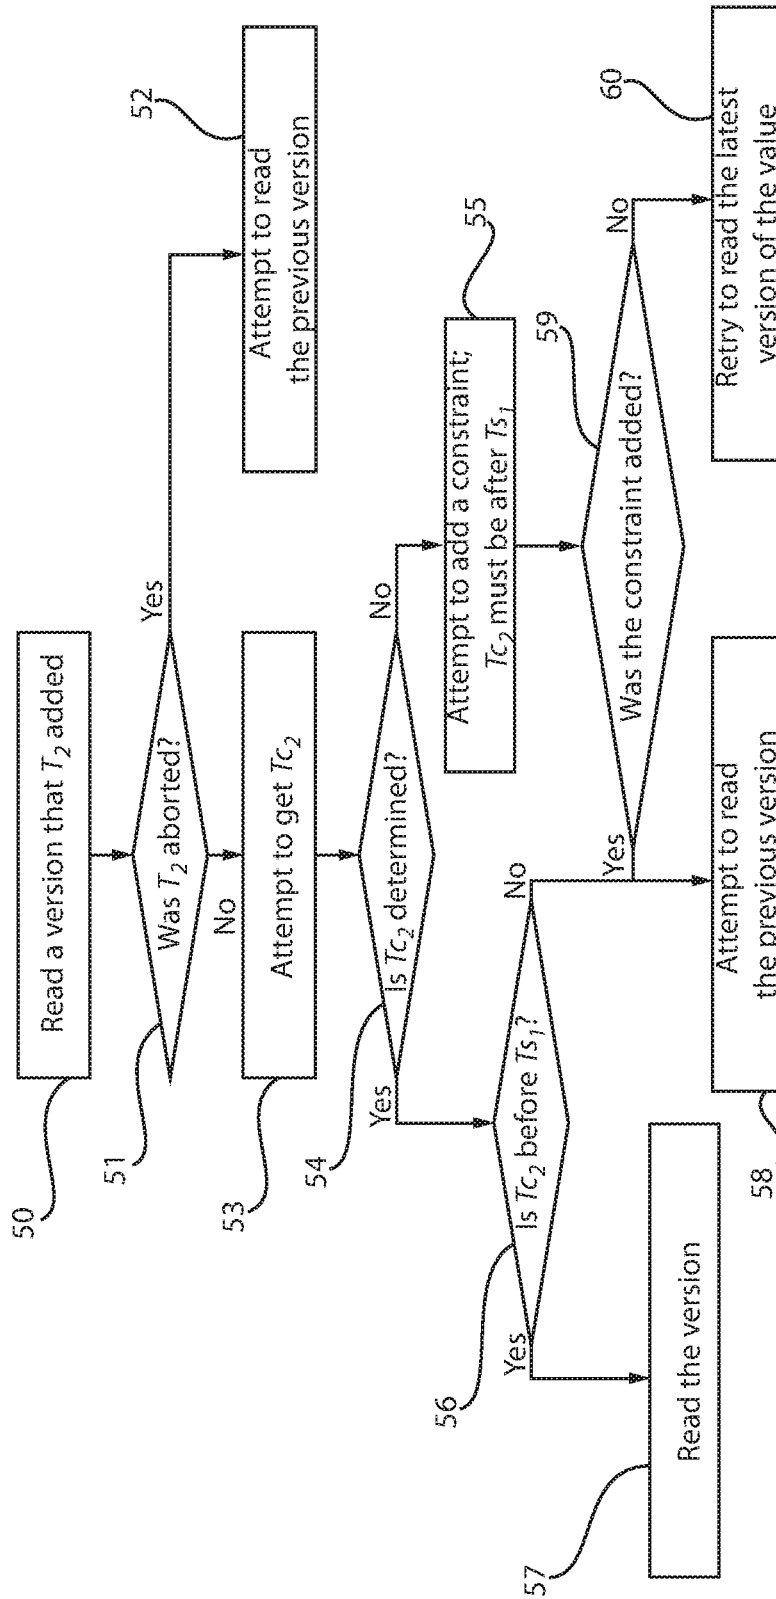 50
Read a version that T₂ added
51
Was T₂ aborted?
Yes
No
52
Attempt to read
the previous version
53
Attempt to get Tc₂
54
Is Tc₂ determined?
Yes
No
55
Attempt to add a constraint;
Tc₂ must be after Ts₁
56
Is Tc₂ before Ts₁?
Yes
No
59
Was the constraint added?
Yes
No
57
Read the version
58
Attempt to read
the previous version
60
Retry to read the latest
version of the value